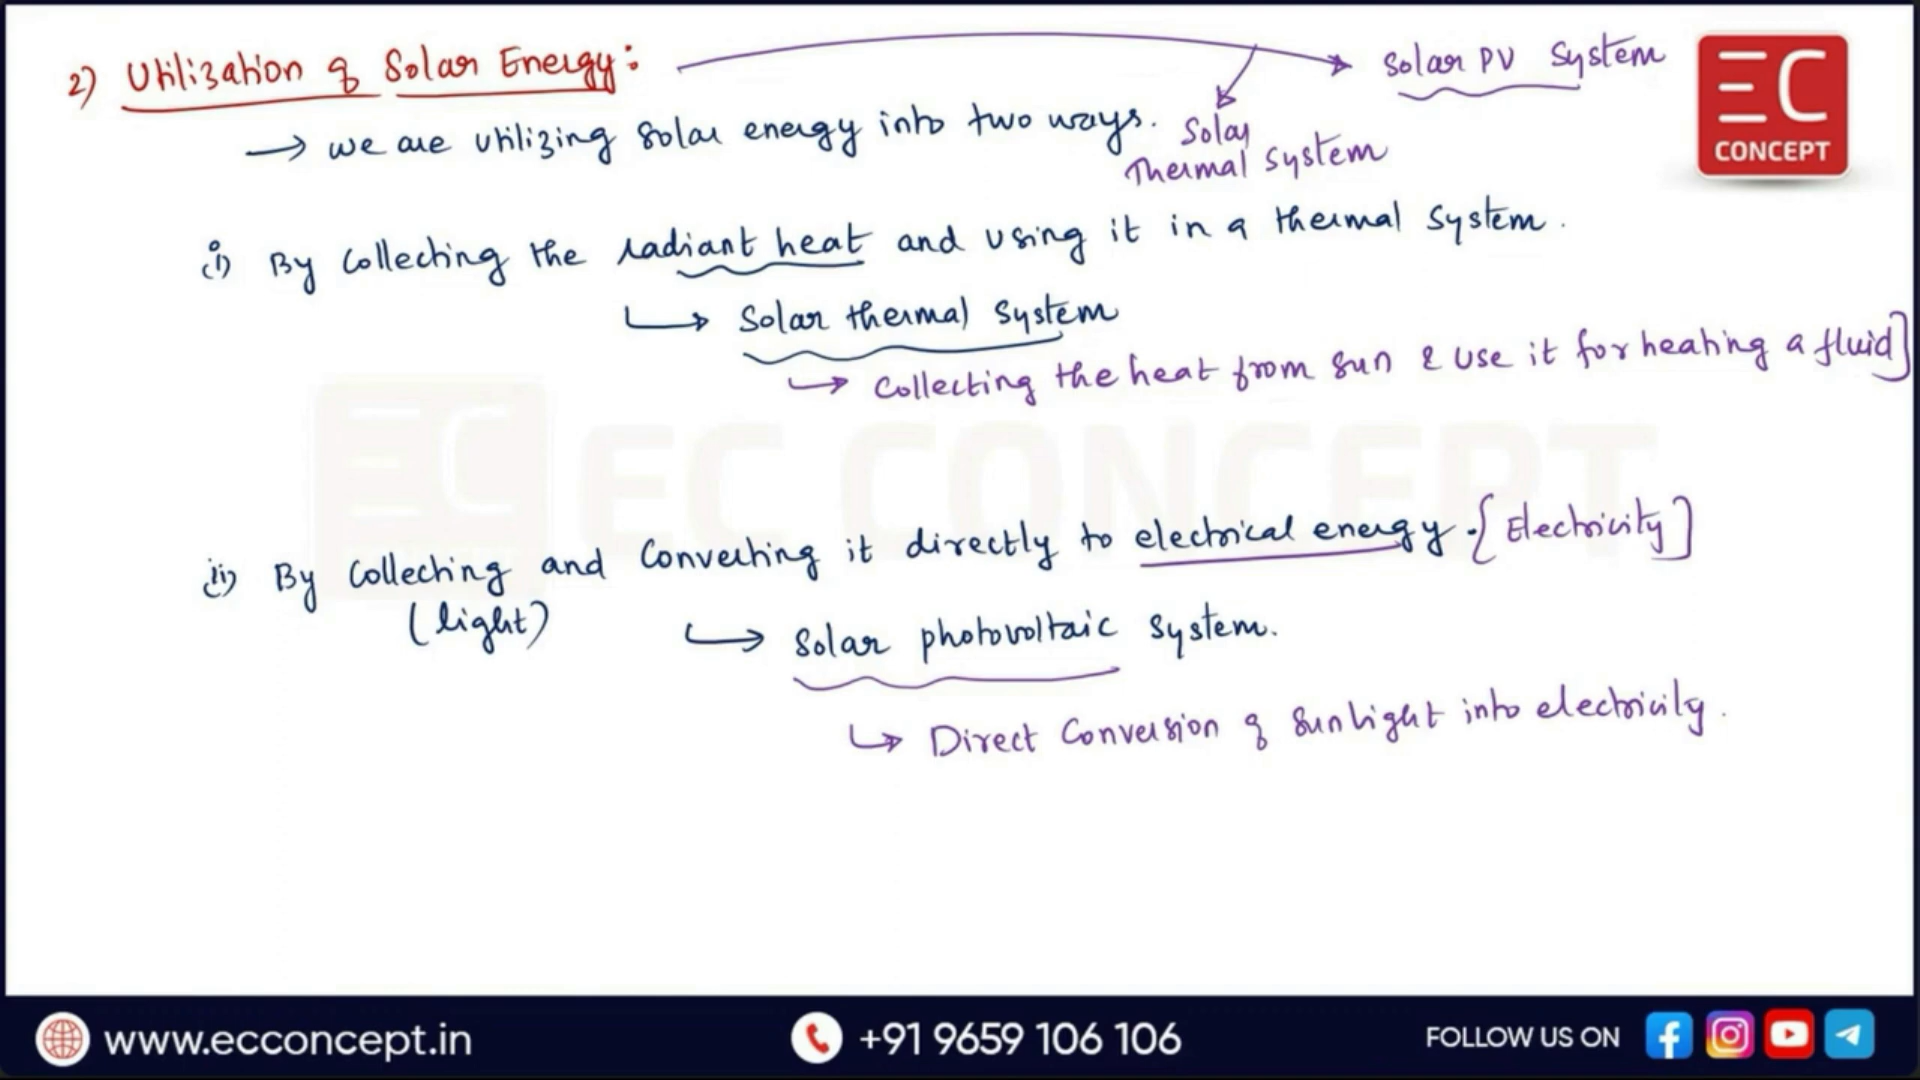 2) Utilization of Solar Energy:
Solar PV System
EC
CONCEPT
→ we are utilizing solar energy into two ways.
Solar
Thermal System
i) By Collecting the radiant heat and using it in a thermal system.
↳ Solar thermal system
↳ Collecting the heat from sun & use it for heating a fluid]
EC CONCEPT
ii) By Collecting and Converting it directly to electrical energy. [Electricity]
(light)
↳ Solar photovoltaic system.
↳ Direct Conversion of sunlight into electricity.
www.ecconcept.in
+91 9659 106 106
FOLLOW US ON